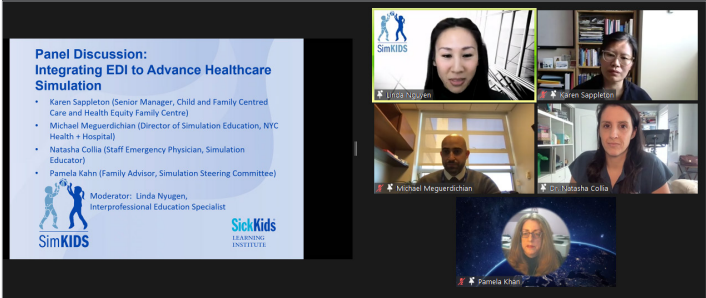 Panel Discussion:
Integrating EDI to Advance Healthcare
Simulation
• Karen Sappleton (Senior Manager, Child and Family Centred
Care and Health Equity Family Centre)
• Michael Meguerdichian (Director of Simulation Education, NYC
Health + Hospital)
• Natasha Collia (Staff Emergency Physician, Simulation
Educator)
• Pamela Kahn (Family Advisor, Simulation Steering Committee)
Moderator: Linda Nyugen,
Interprofessional Education Specialist
SimKIDS
SickKids
LEARNING
INSTITUTE
SimKIDS
Linda Nguyen
Karen Sappleton
Michael Meguerdichian
Dr. Natasha Collia
Pamela Khan